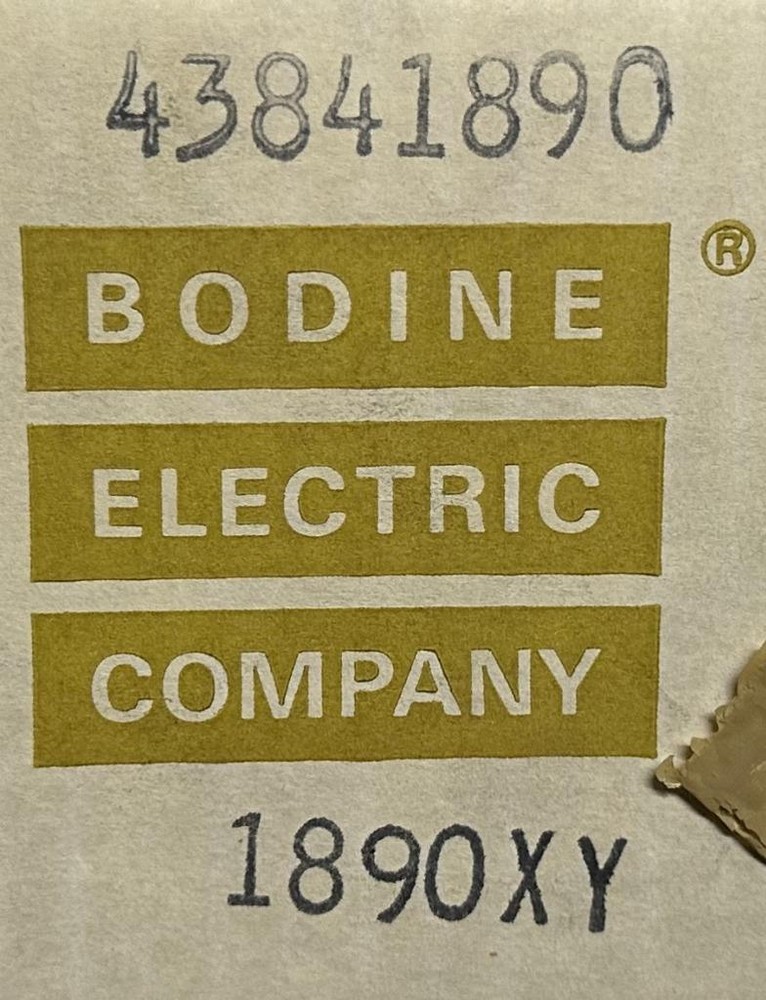 43841890
BODINE ®
ELECTRIC
COMPANY
1890XY